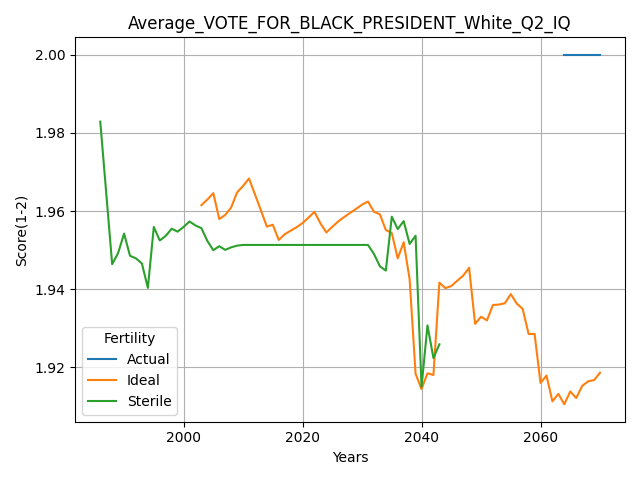 Average_VOTE_FOR_BLACK_PRESIDENT_White_Q2_IQ
2.00
1.98
1.96
1.94
1.92
Score(1-2)
Fertility
Actual
Ideal
Sterile
2000
2020
2040
2060
Years